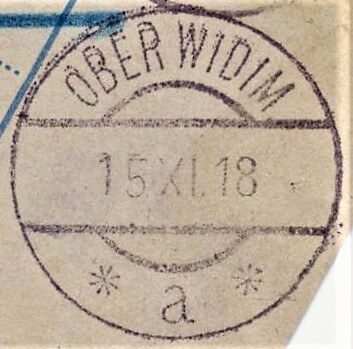 OBER WIDIM
15.XI.18
* a *